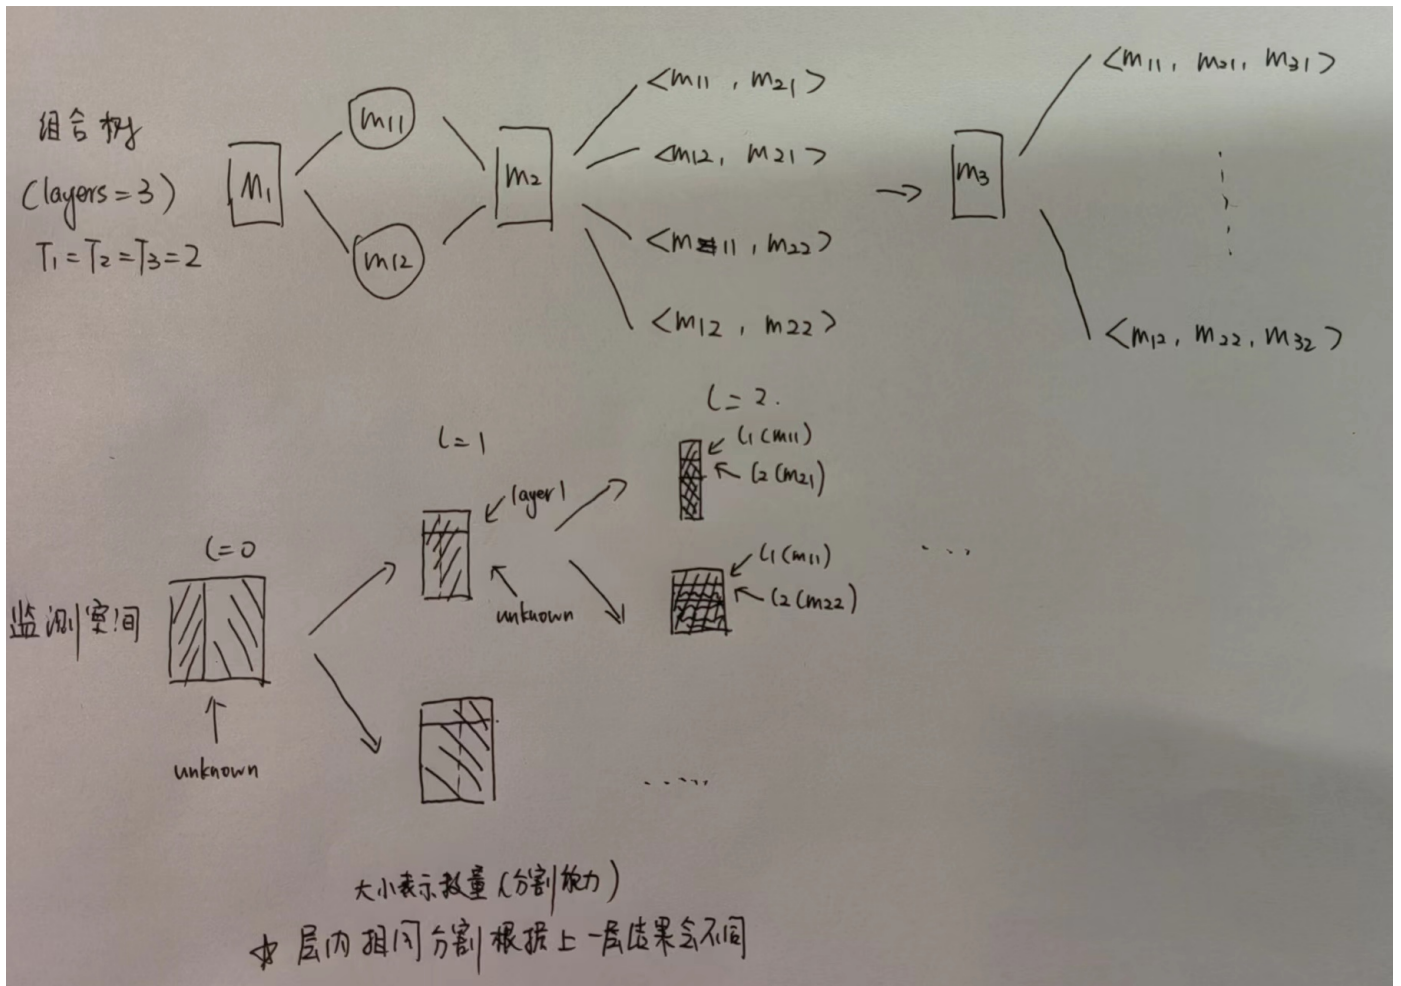 组合树
(layers=3)
T1=T2=T3=2
M1
m11
m12
m2
<m11, m21>
<m12, m21>
<m11, m22>
<m12, m22>
→
m3
<m11, m21, m31>
<m12, m22, m32>
监测空间
l=0
unknown
l=1
layer1
unknown
l=2.
l1(m11)
l2(m21)
l1(m11)
l2(m22)
...
.....
大小表示数量(分割能力)
☆ 层内相同分割根据上一层结果会不同